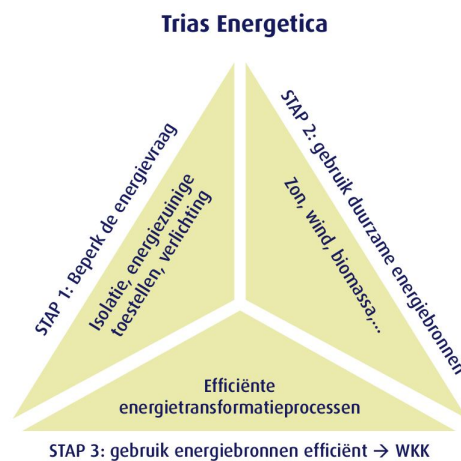 Trias Energetica
STAP 1: Beperk de energievraag
Isolatie, energiezuinige
toestellen, verlichting
STAP 2: gebruik duurzame energiebronnen
Zon, wind, biomassa,...
Efficiënte
energietransformatieprocessen
STAP 3: gebruik energiebronnen efficiënt → WKK